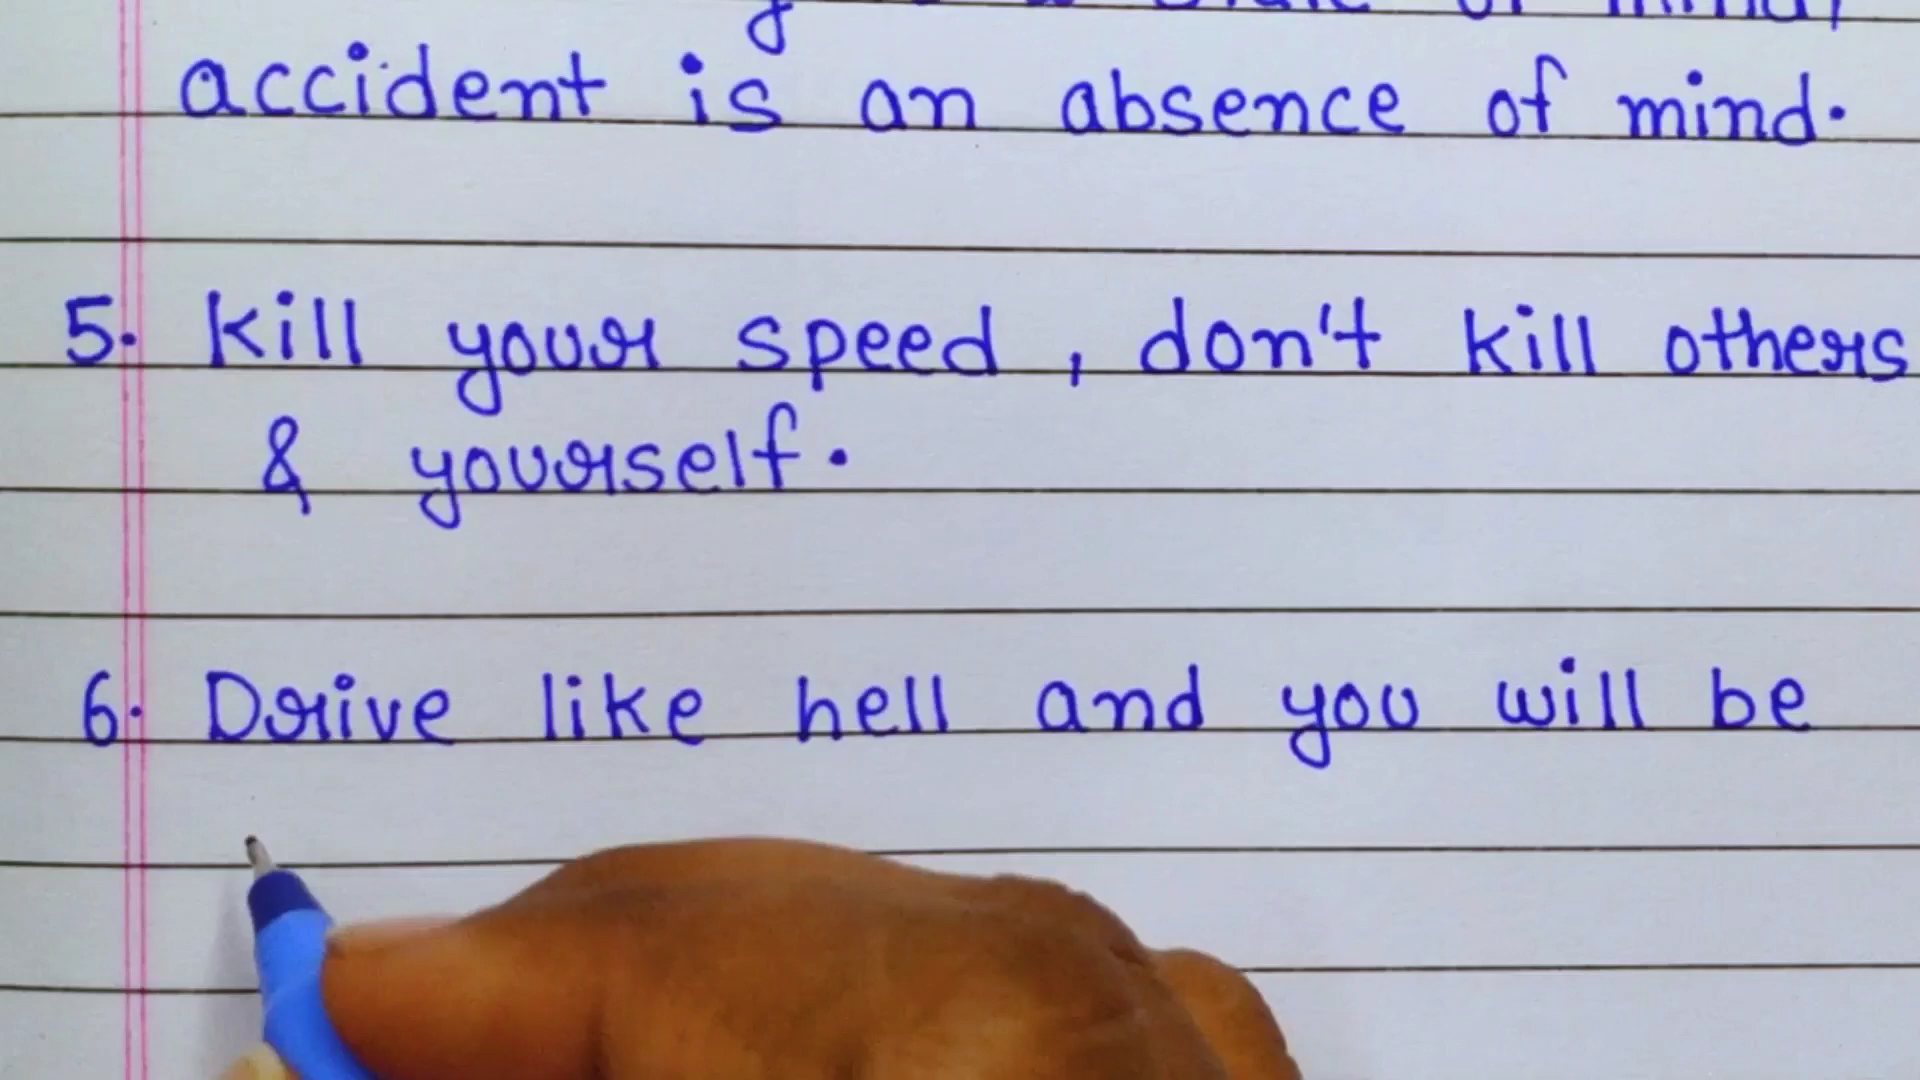 accident is an absence of mind.
5. Kill your speed, don't kill others
& yourself.
6. Drive like hell and you will be